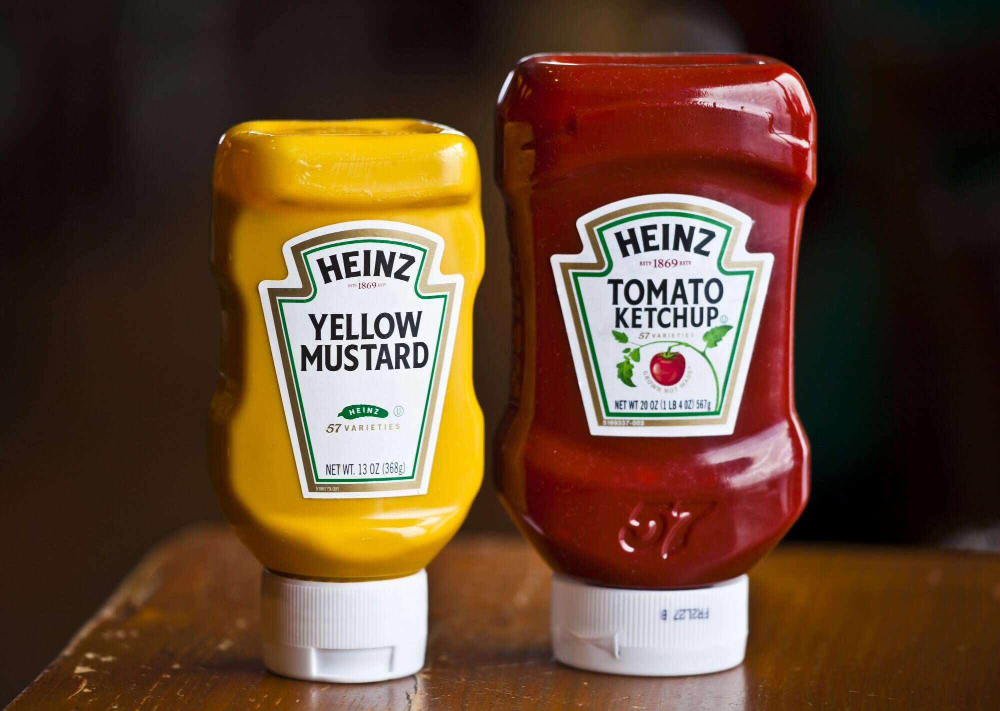 HEINZ
ESTD 1869 ESTD
YELLOW
MUSTARD
HEINZ U
57 VARIETIES
NET WT. 13 OZ (368g)
5186779-001
HEINZ
ESTD 1869 ESTD
TOMATO
KETCHUP U
57 VARIETIES
GROWN NOT MADE
NET WT 20 OZ (1 LB 4 OZ) 567g
5169337-003
57
FR2L27 B